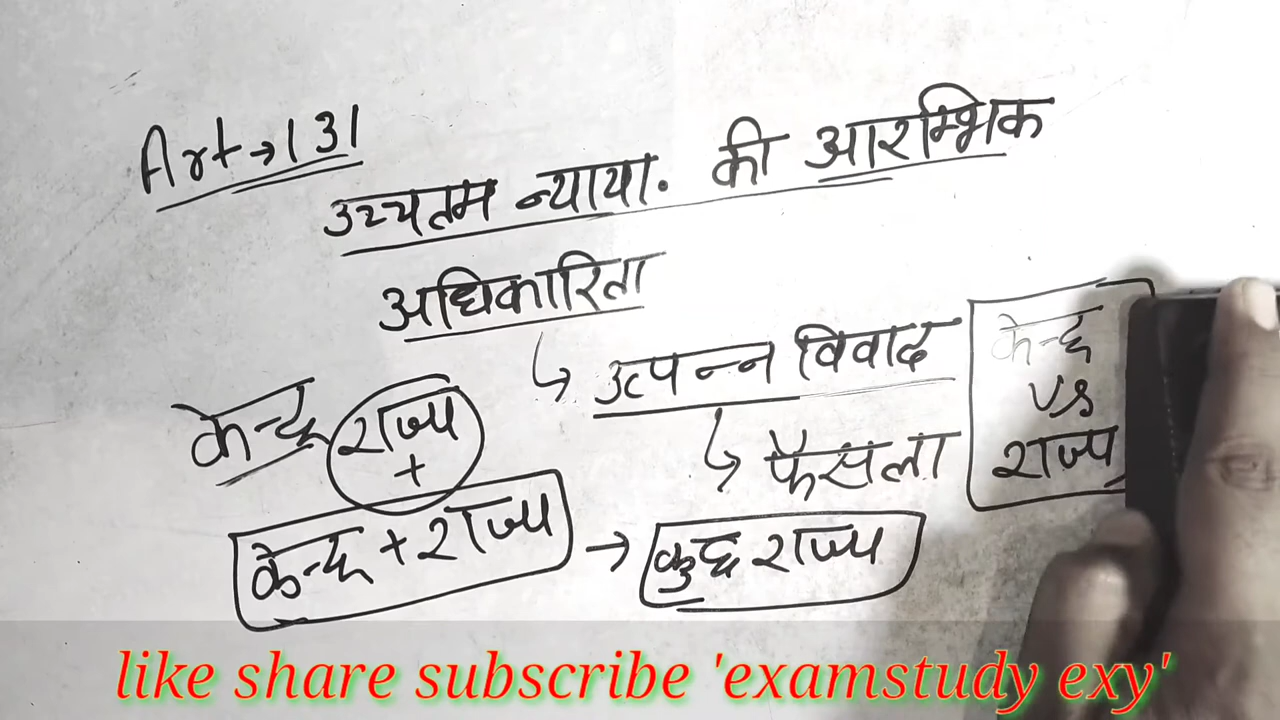 Art → 131
उच्चतम न्याया. की आरम्भिक
अधिकारिता
↳ उत्पन्न विवाद
↳ फैसला
केन्द्र
vs
राज्य
केन्द्र राज्य
+
केन्द्र + राज्य → कुछ राज्य
like share subscribe 'examstudy exy'